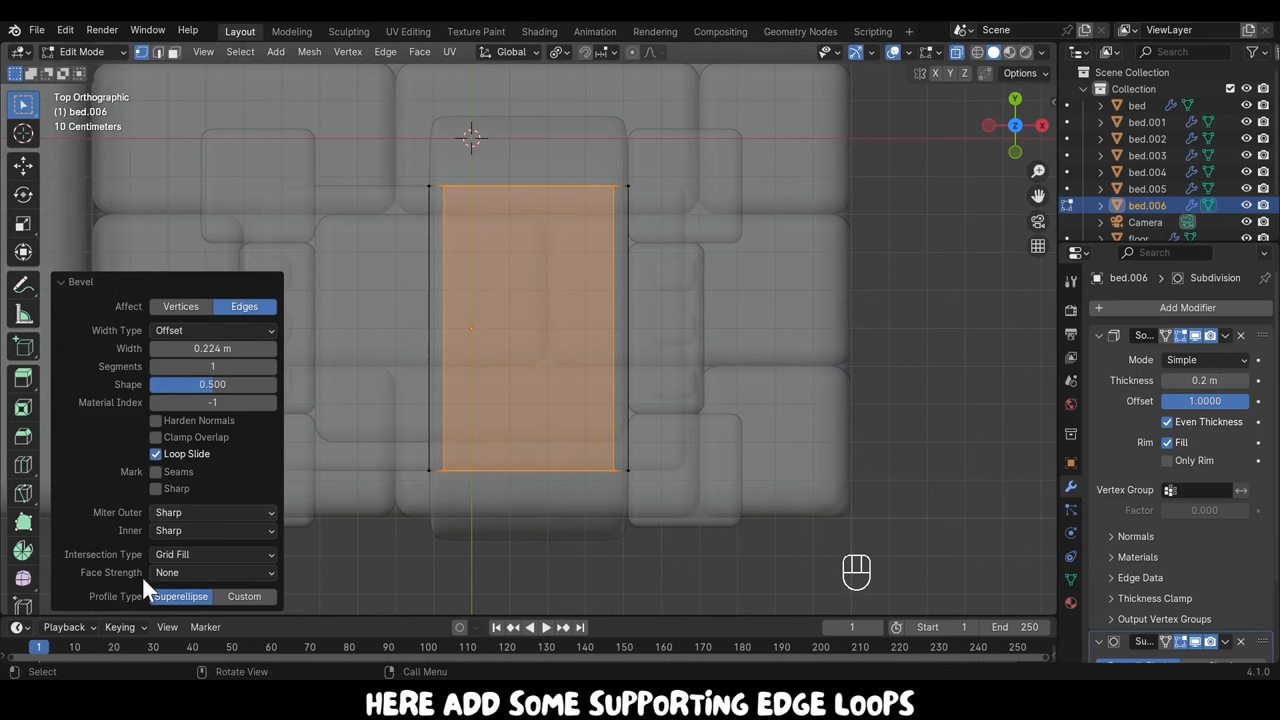 File Edit Render Window Help Layout Modeling Sculpting UV Editing Texture Paint Shading Animation Rendering Compositing Geometry Nodes Scripting + Scene ViewLayer
Edit Mode View Select Add Mesh Vertex Edge Face UV Global Search
X Y Z Options
Scene Collection
Collection
bed
bed.001
bed.002
bed.003
bed.004
bed.005
bed.006
Camera
floor
Top Orthographic
(1) bed.006
10 Centimeters
Y
Z
X
Search
bed.006 > Subdivision
Add Modifier
So...
Mode Simple
Thickness 0.2 m
Offset 1.0000
Even Thickness
Rim Fill
Only Rim
Vertex Group
Factor 0.000
Normals
Materials
Edge Data
Thickness Clamp
Output Vertex Groups
Su...
Bevel
Affect Vertices Edges
Width Type Offset
Width 0.224 m
Segments 1
Shape 0.500
Material Index -1
Harden Normals
Clamp Overlap
Loop Slide
Mark Seams
Sharp
Miter Outer Sharp
Inner Sharp
Intersection Type Grid Fill
Face Strength None
Profile Type Superellipse Custom
Playback Keying View Marker 1 Start 1 End 250
1 10 20 30 40 50 60 70 80 90 100 110 120 130 140 150 160 170 180 190 200 210 220 230 240 250
Select Rotate View Call Menu 4.1.0
HERE ADD SOME SUPPORTING EDGE LOOPS